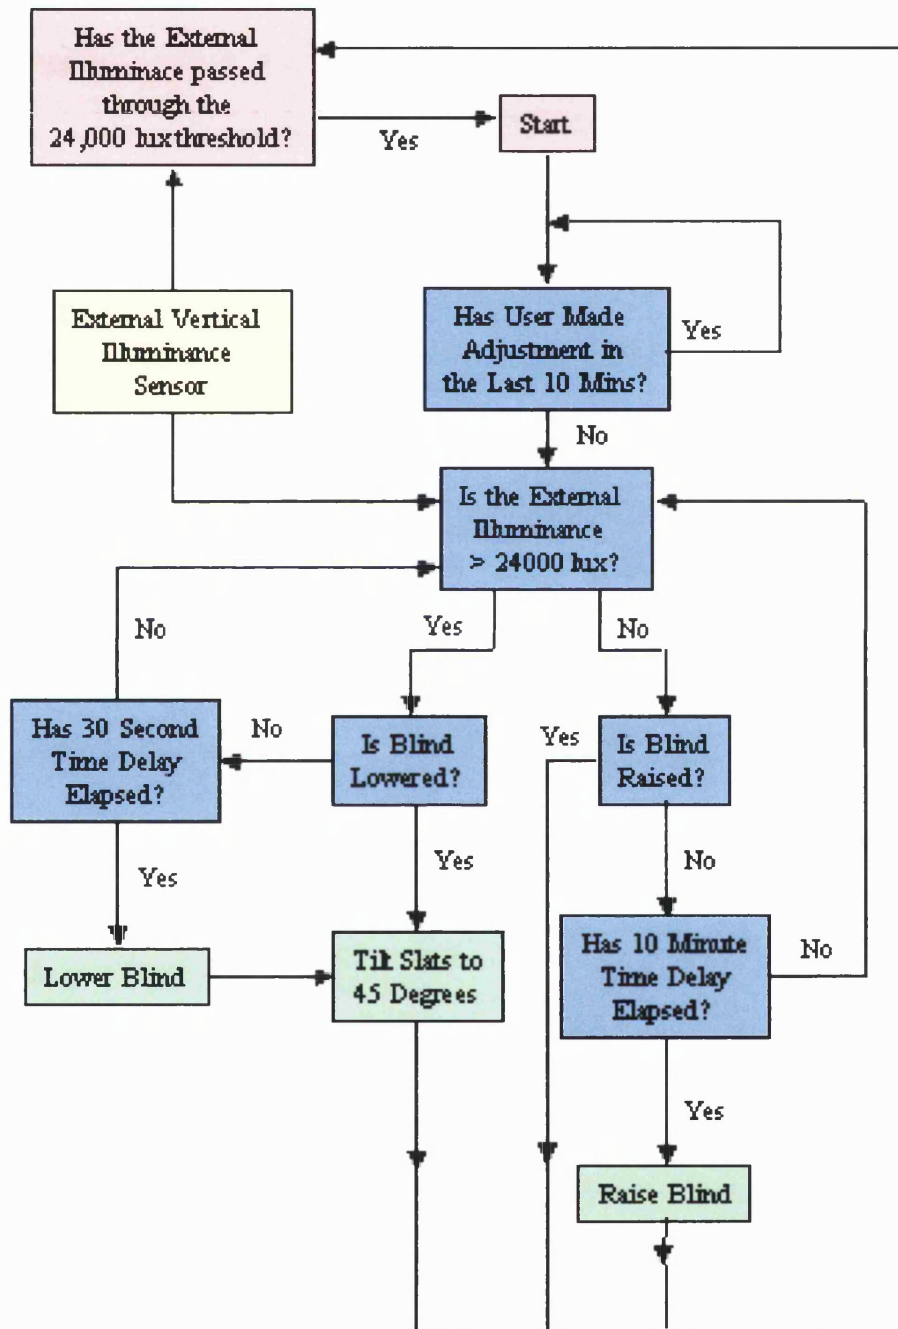 Has the External
Illuminace passed
through the
24,000 lux threshold?
Yes
Start
External Vertical
Illuminance
Sensor
Has User Made
Adjustment in
the Last 10 Mins?
Yes
No
Is the External
Illuminance
> 24000 lux?
No
Yes
No
Has 30 Second
Time Delay
Elapsed?
No
Is Blind
Lowered?
Yes
Is Blind
Raised?
Yes
Yes
No
Lower Blind
Tilt Slats to
45 Degrees
Has 10 Minute
Time Delay
Elapsed?
No
Yes
Raise Blind